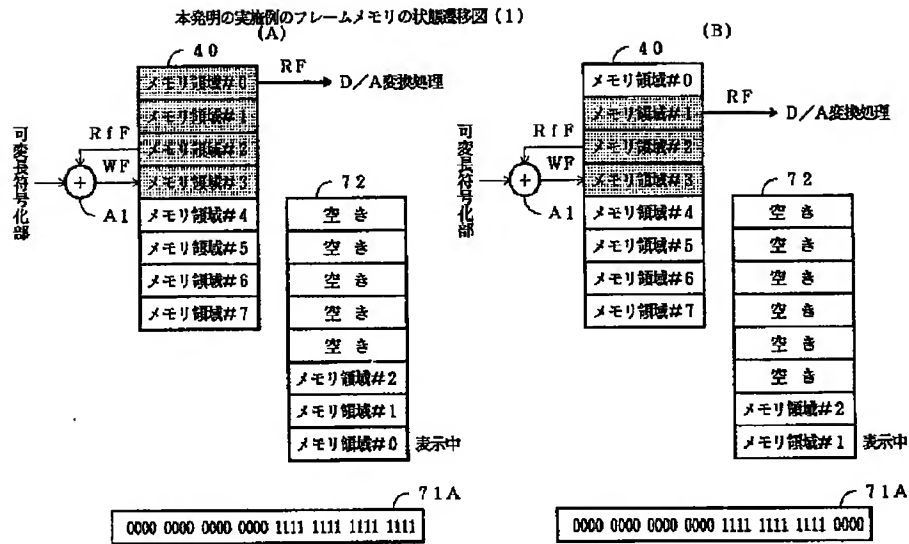 本発明の実施例のフレームメモリの状態遷移図(1)
(A)
40
メモリ領域#0
メモリ領域#1
メモリ領域#2
メモリ領域#3
メモリ領域#4
メモリ領域#5
メモリ領域#6
メモリ領域#7
RF
D/A変換処理
可変長符号化部
RfF
WF
+
A1
72
空き
空き
空き
空き
空き
メモリ領域#2
メモリ領域#1
メモリ領域#0 表示中
71A
0000 0000 0000 0000 1111 1111 1111 1111
(B)
40
メモリ領域#0
メモリ領域#1
メモリ領域#2
メモリ領域#3
メモリ領域#4
メモリ領域#5
メモリ領域#6
メモリ領域#7
RF
D/A変換処理
可変長符号化部
RfF
WF
+
A1
72
空き
空き
空き
空き
空き
空き
メモリ領域#2
メモリ領域#1 表示中
71A
0000 0000 0000 0000 1111 1111 1111 0000